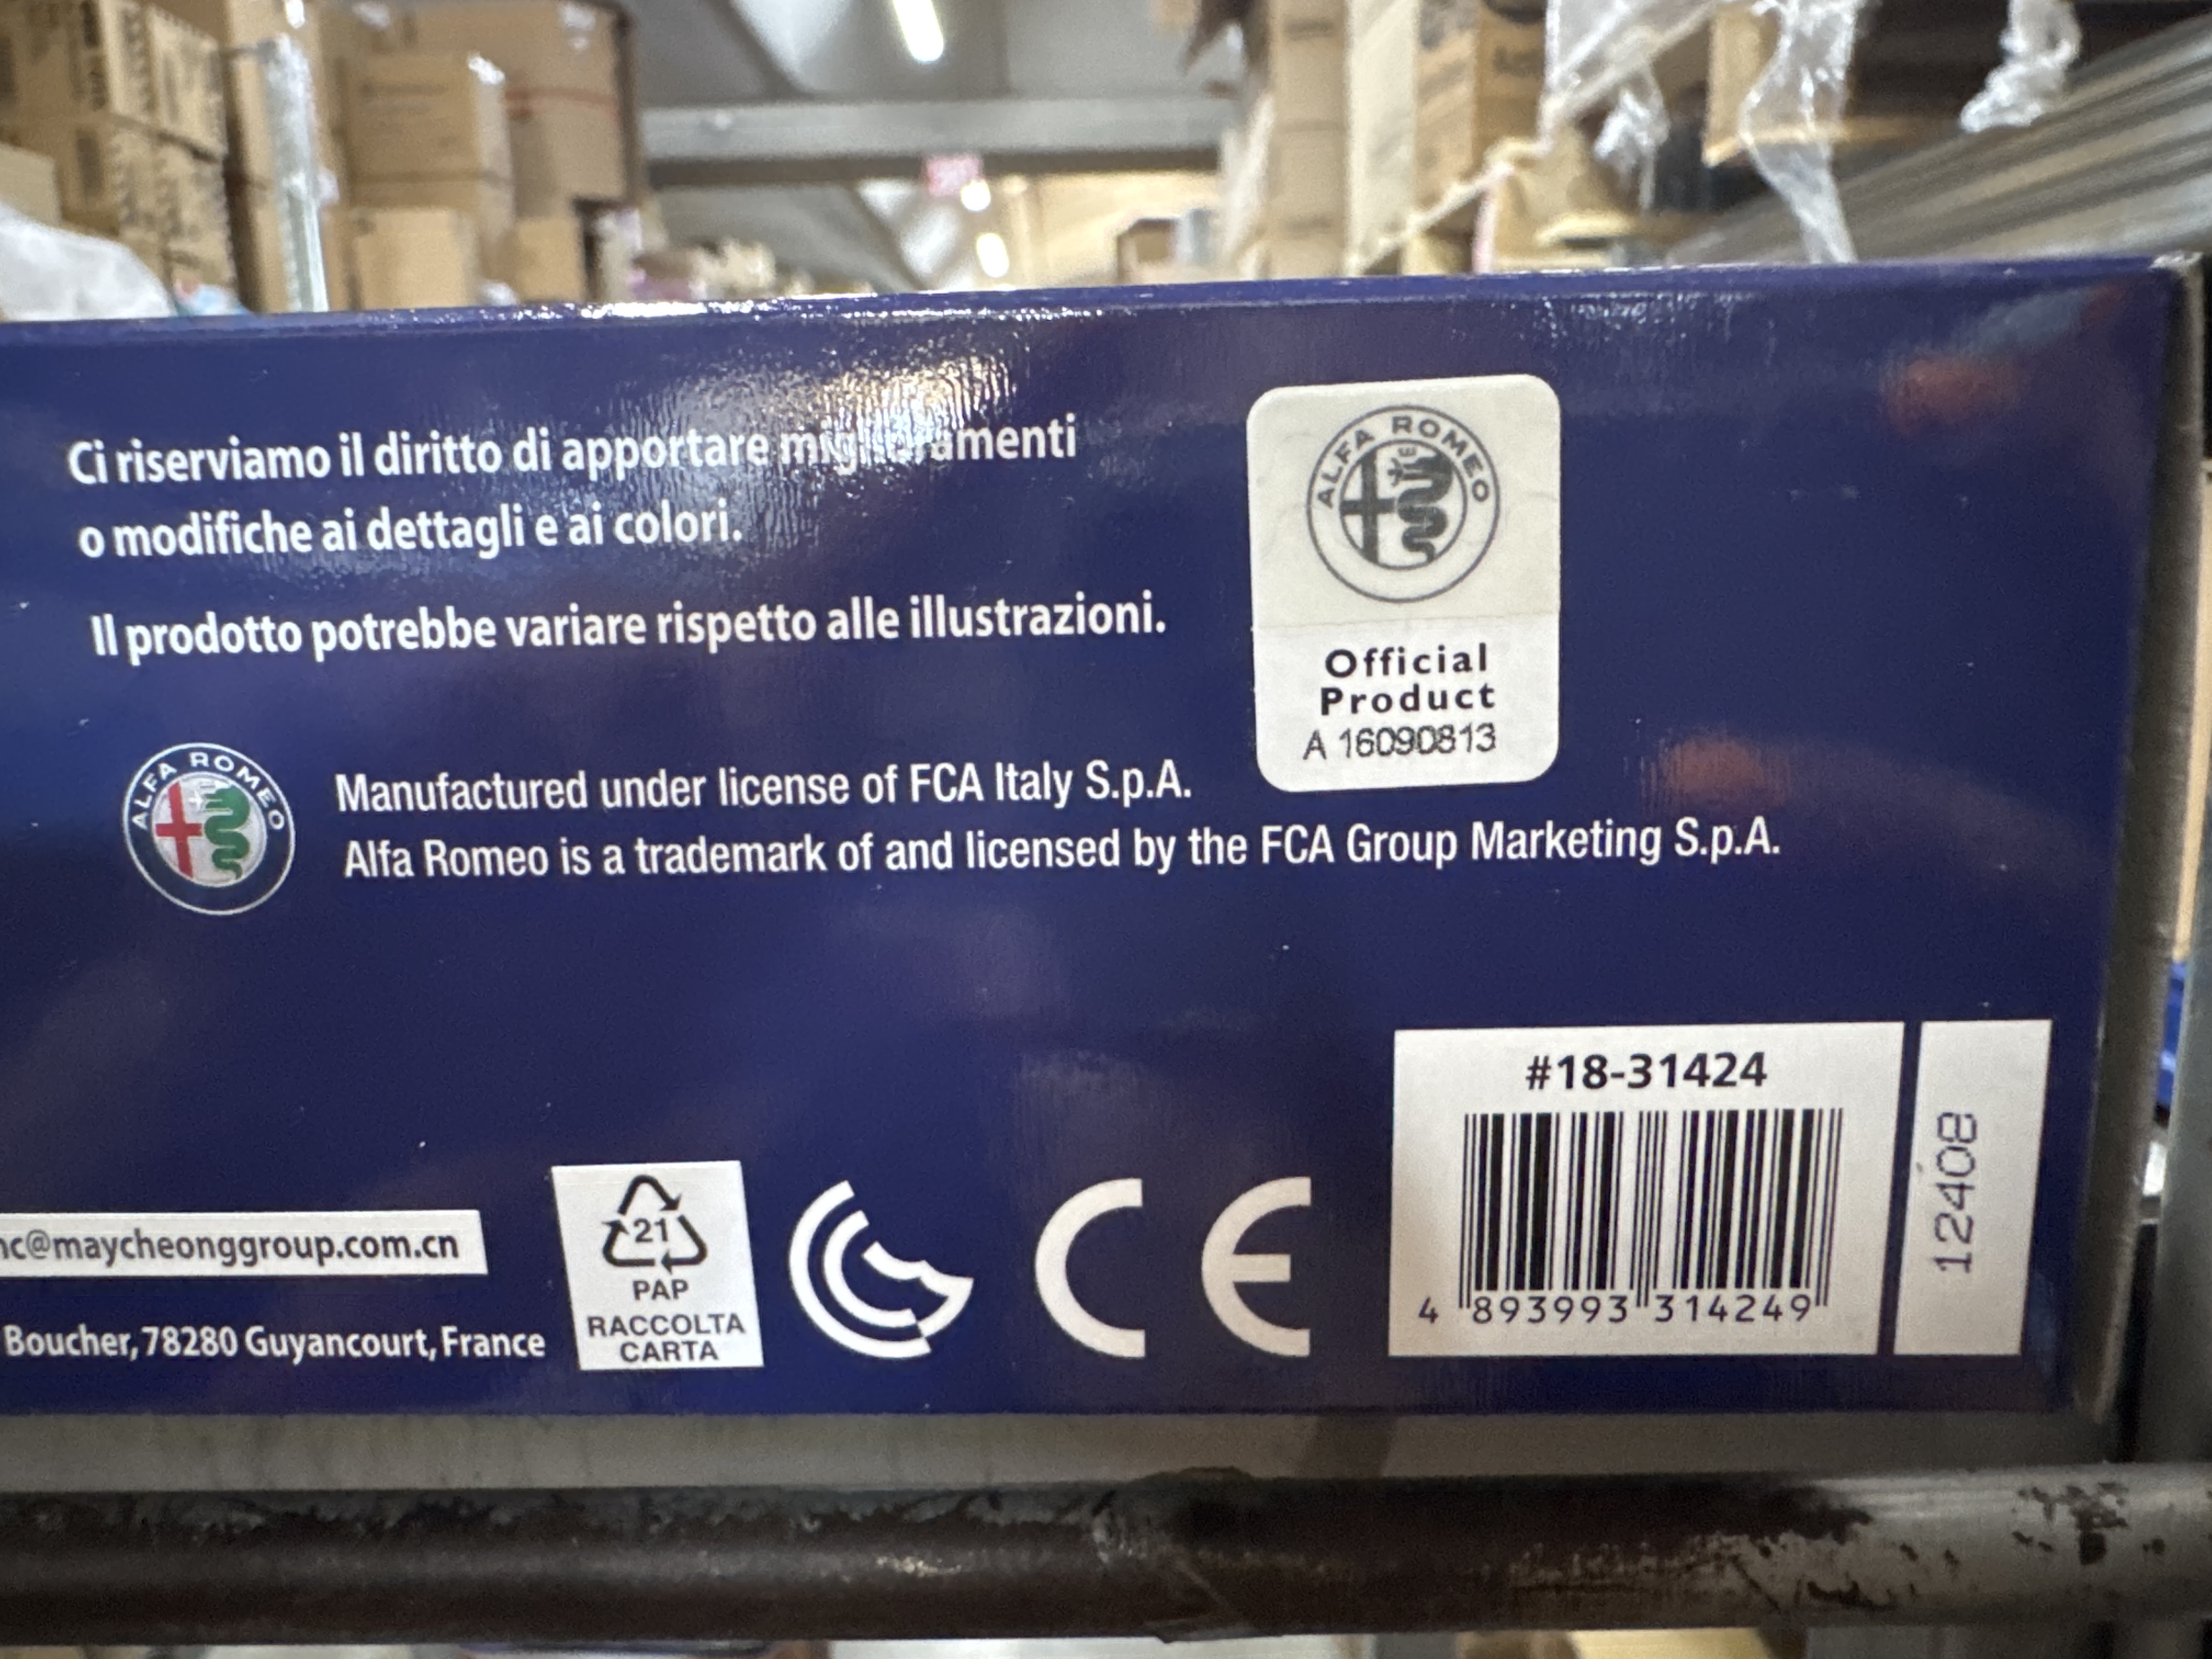 Ci riserviamo il diritto di apportare miglioramenti
o modifiche ai dettagli e ai colori.
Il prodotto potrebbe variare rispetto alle illustrazioni.
ALFA ROMEO
Official
Product
A 16090813
ALFA ROMEO
Manufactured under license of FCA Italy S.p.A.
Alfa Romeo is a trademark of and licensed by the FCA Group Marketing S.p.A.
@maycheonggroup.com.cn
Boucher, 78280 Guyancourt, France
21
PAP
RACCOLTA
CARTA
CE
#18-31424
4 893993 314249
12408